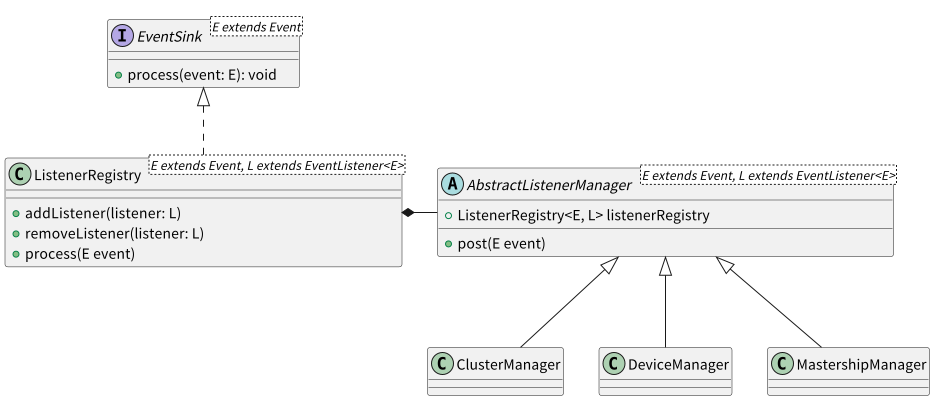 I EventSink E extends Event
process(event: E): void
C ListenerRegistry E extends Event, L extends EventListener<E>
addListener(listener: L)
removeListener(listener: L)
process(E event)
A AbstractListenerManager E extends Event, L extends EventListener<E>
ListenerRegistry<E, L> listenerRegistry
post(E event)
C ClusterManager
C DeviceManager
C MastershipManager